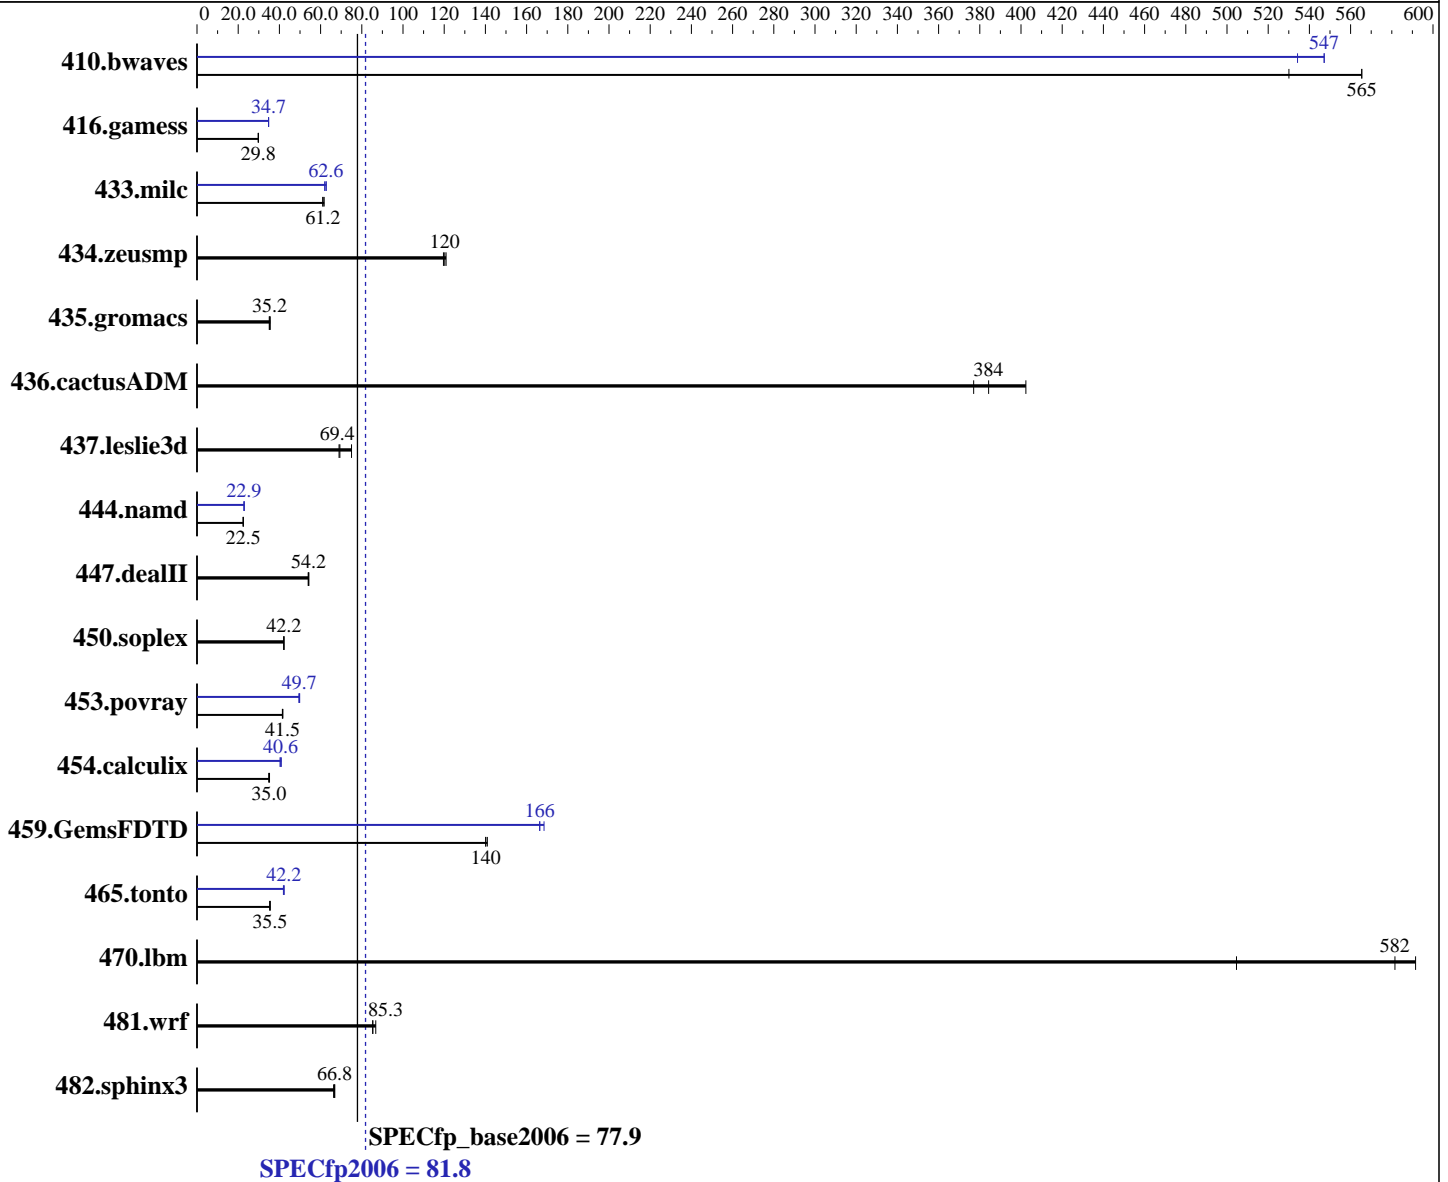 0 20.0 40.0 60.0 80.0 100 120 140 160 180 200 220 240 260 280 300 320 340 360 380 400 420 440 460 480 500 520 540 560 600
547
410.bwaves
565
34.7
416.gamess
29.8
62.6
433.milc
61.2
120
434.zeusmp
35.2
435.gromacs
384
436.cactusADM
69.4
437.leslie3d
22.9
444.namd
22.5
54.2
447.dealII
42.2
450.soplex
49.7
453.povray
41.5
40.6
454.calculix
35.0
166
459.GemsFDTD
140
42.2
465.tonto
35.5
582
470.lbm
85.3
481.wrf
66.8
482.sphinx3
SPECfp_base2006 = 77.9
SPECfp2006 = 81.8